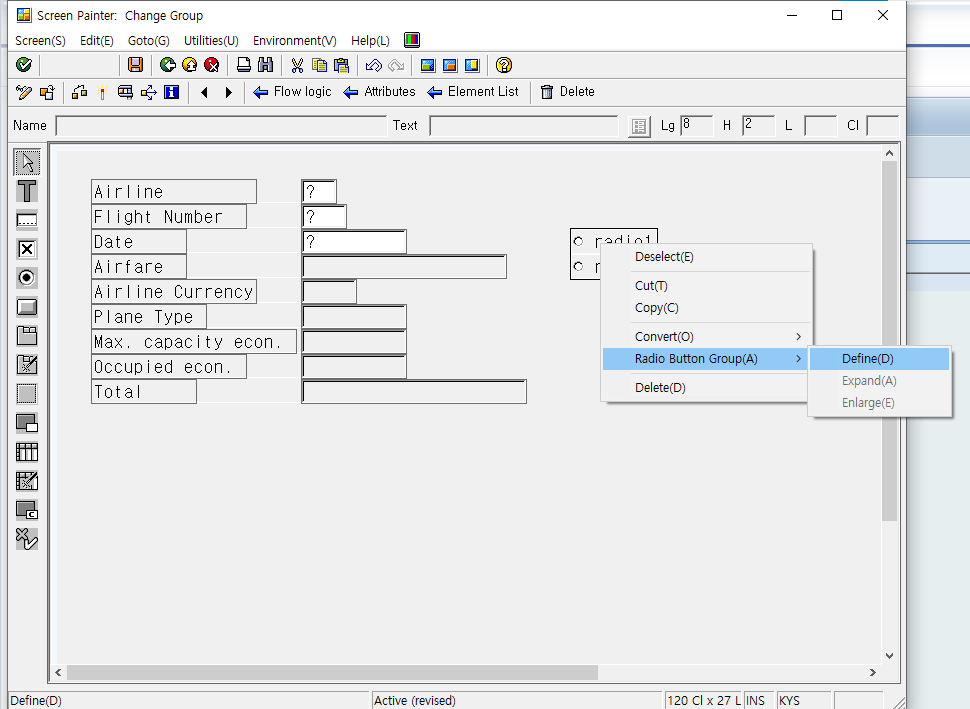 Screen Painter: Change Group
Screen(S) Edit(E) Goto(G) Utilities(U) Environment(V) Help(L)
Flow logic Attributes Element List Delete
Name Text Lg 8 H 2 L Cl
Airline ?
Flight Number ?
Date ?
Airfare
Airline Currency
Plane Type
Max. capacity econ.
Occupied econ.
Total
radio1
r
Deselect(E)
Cut(T)
Copy(C)
Convert(O)
Radio Button Group(A)
Delete(D)
Define(D)
Expand(A)
Enlarge(E)
Define(D) Active (revised) 120 Cl x 27 L INS KYS